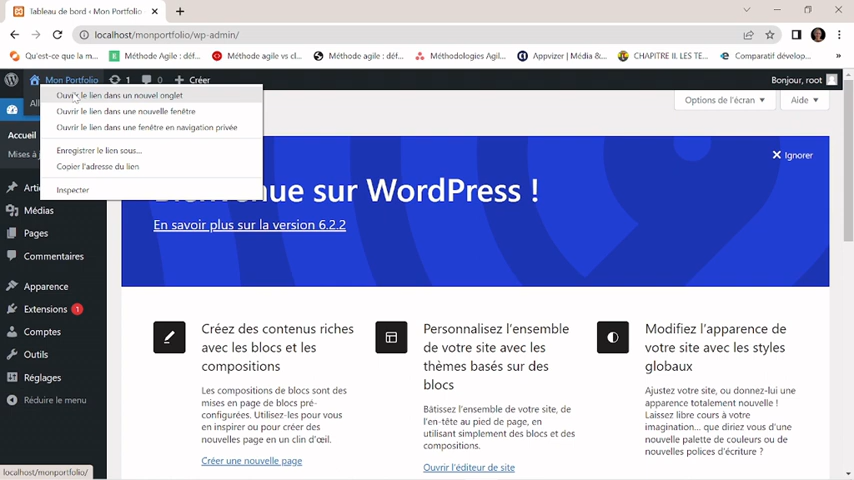 Tableau de bord ‹ Mon Portfolio
localhost/monportfolio/wp-admin/
Qu'est-ce que la m...
Méthode Agile : déf...
Méthode agile vs cl...
Méthode agile : déf...
Méthodologies Agil...
Appvizer | Média &...
CHAPITRE II. LES TE...
Comparatif dévelop...
Mon Portfolio
1
0
Créer
Bonjour, root
Ouvrir le lien dans un nouvel onglet
Ouvrir le lien dans une nouvelle fenêtre
Ouvrir le lien dans une fenêtre en navigation privée
Enregistrer le lien sous...
Copier l'adresse du lien
Inspecter
Options de l'écran
Aide
Accueil
Mises à j
Arti
Médias
Pages
Commentaires
Apparence
Extensions 1
Comptes
Outils
Réglages
Réduire le menu
Ignorer
nue sur WordPress !
En savoir plus sur la version 6.2.2
Créez des contenus riches
avec les blocs et les
compositions
Les compositions de blocs sont des
mises en page de blocs pré-
configurées. Utilisez-les pour vous
en inspirer ou pour créer des
nouvelles page en un clin d'œil.
Créer une nouvelle page
Personnalisez l'ensemble
de votre site avec les
thèmes basés sur des
blocs
Bâtissez l'ensemble de votre site, de
l'en-tête au pied de page, en
utilisant simplement des blocs et des
compositions.
Ouvrir l'éditeur de site
Modifiez l'apparence de
votre site avec les styles
globaux
Ajustez votre site, ou donnez-lui une
apparence totalement nouvelle !
Laissez libre cours à votre
imagination... que diriez vous d'une
nouvelle palette de couleurs ou de
nouvelles polices d'écriture ?
localhost/monportfolio/